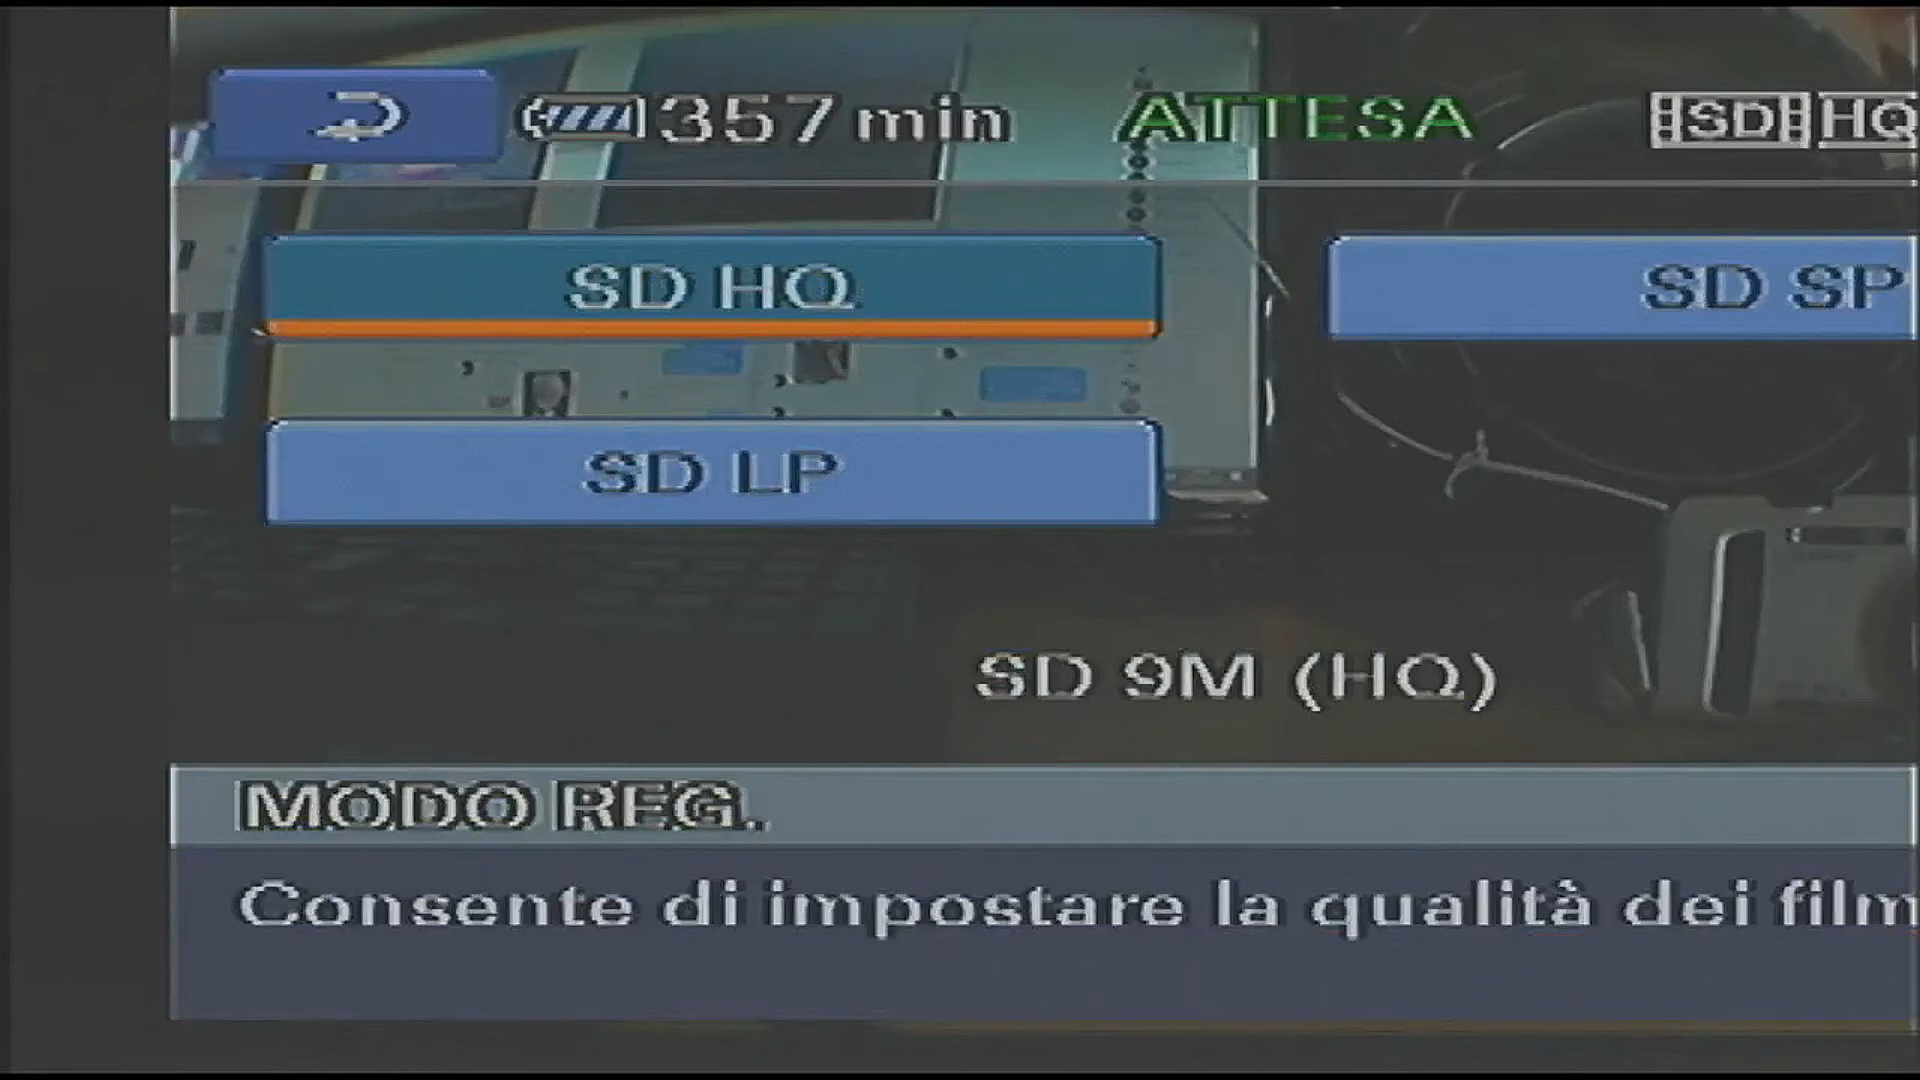 357 min ATTESA SD HQ
SD HQ SD SP
SD LP
SD 9M (HQ)
MODO REG.
Consente di impostare la qualità dei film